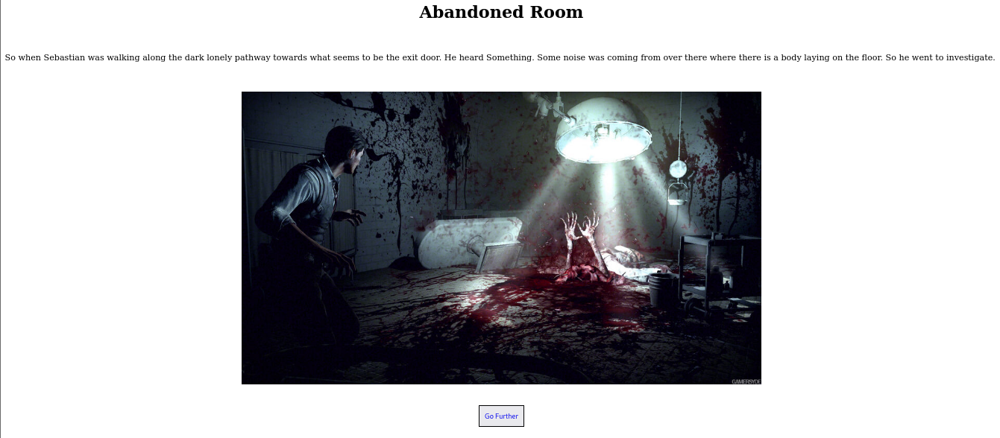 Abandoned Room
So when Sebastian was walking along the dark lonely pathway towards what seems to be the exit door. He heard Something. Some noise was coming from over there where there is a body laying on the floor. So he went to investigate.
GAMERSYDE
Go Further